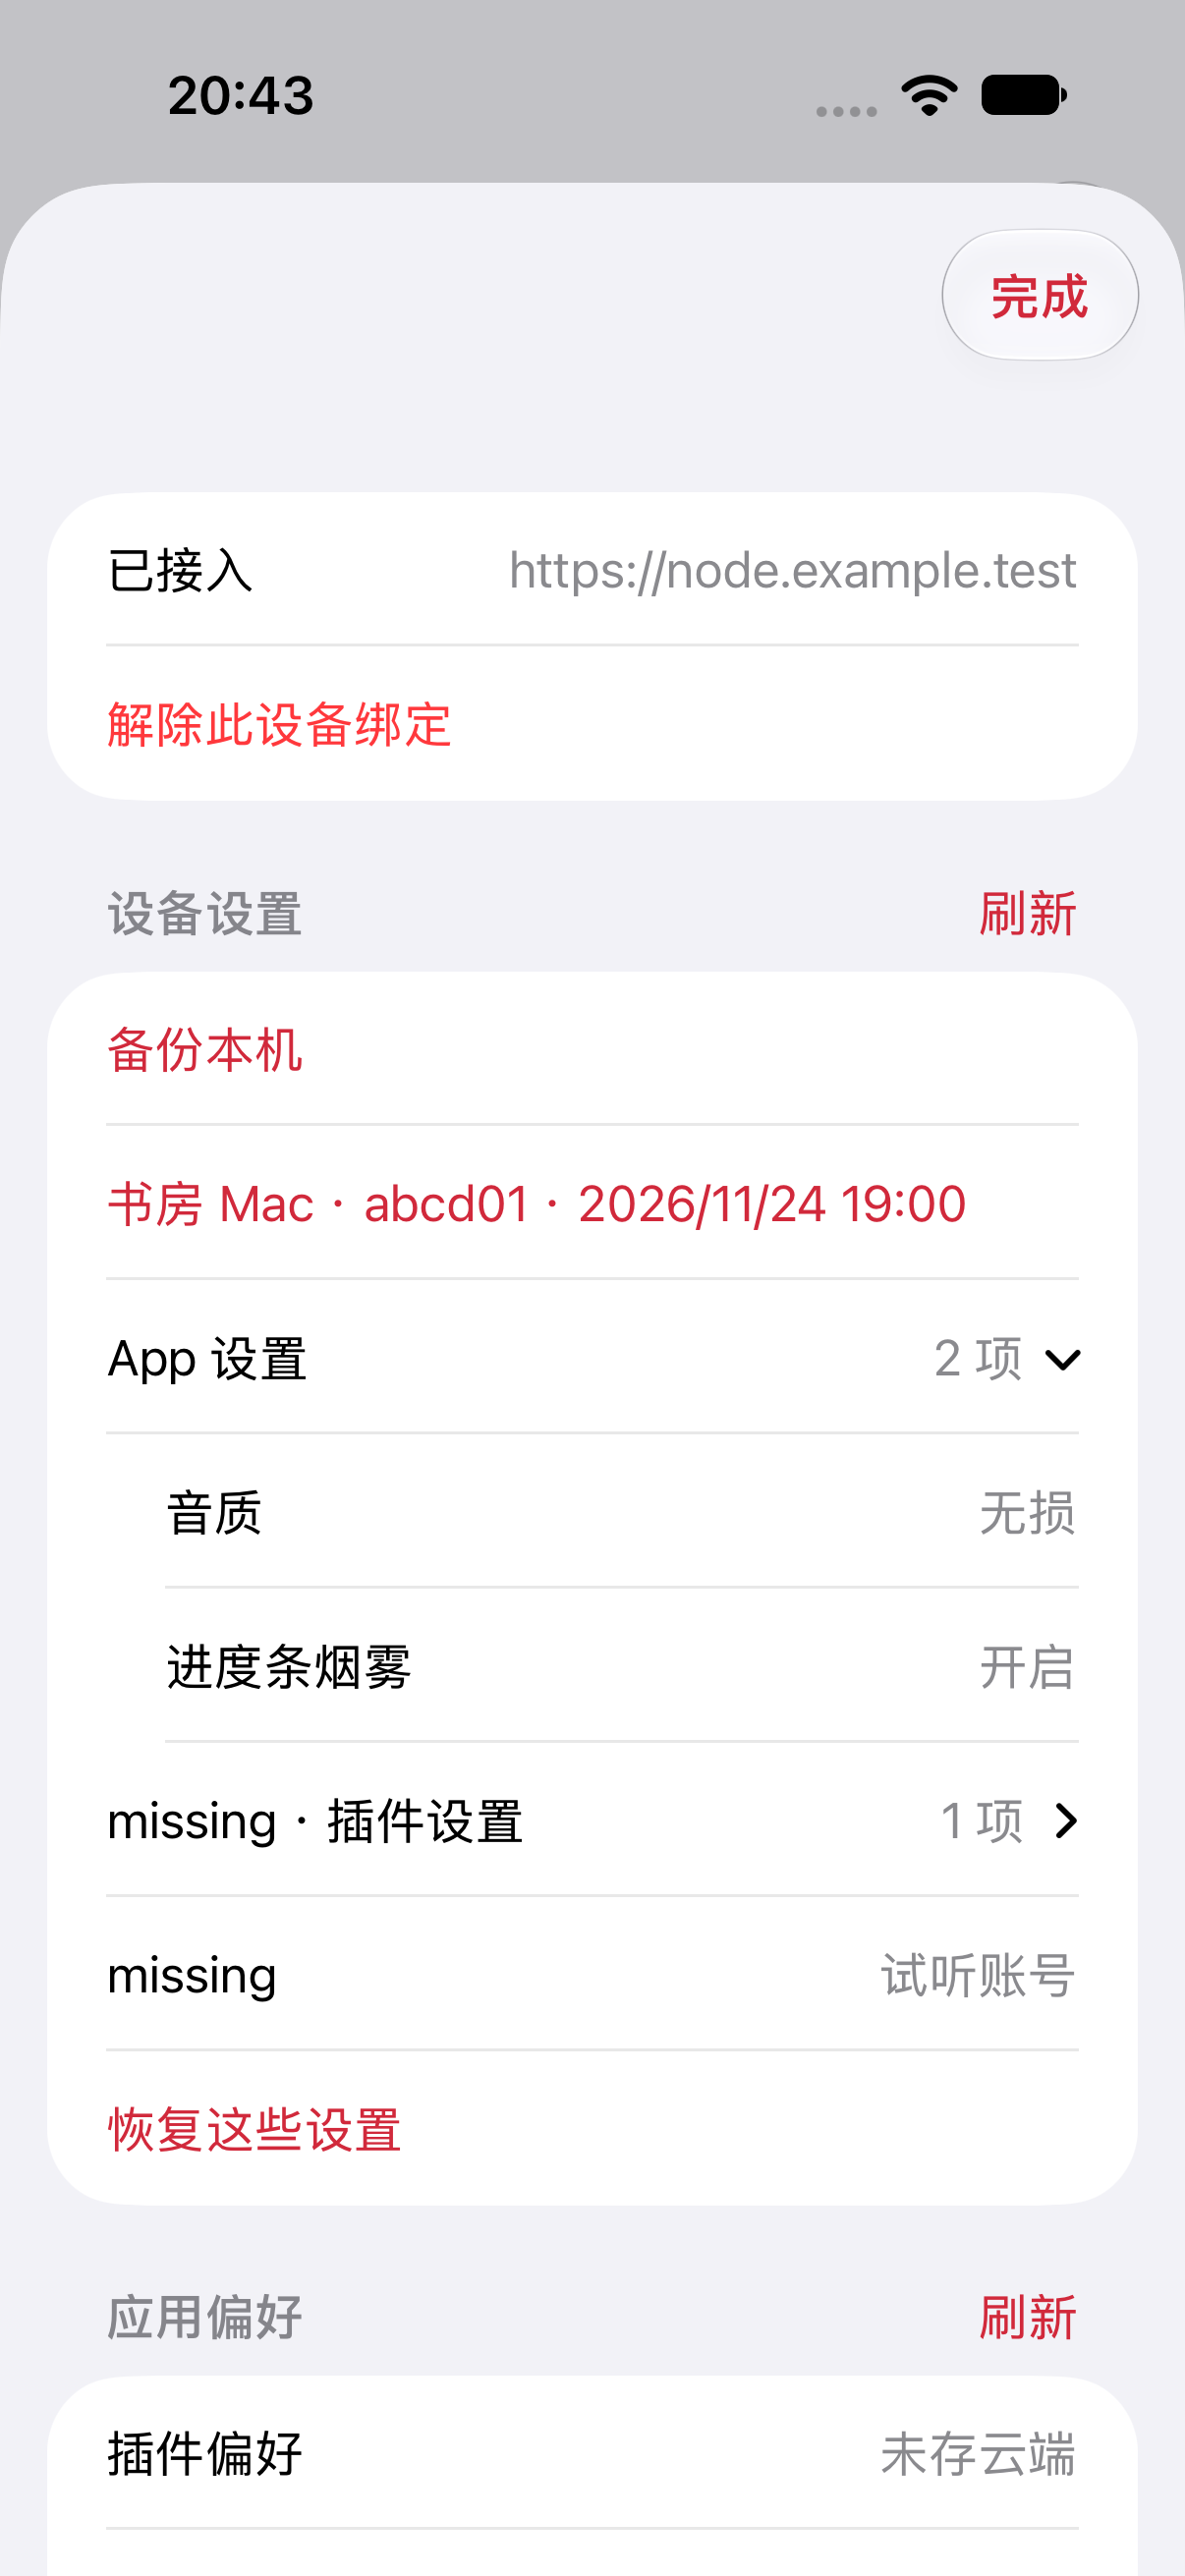 20:43
完成
已接入 https://node.example.test
解除此设备绑定
设备设置 刷新
备份本机
书房 Mac · abcd01 · 2026/11/24 19:00
App 设置 2 项
音质 无损
进度条烟雾 开启
missing · 插件设置 1 项
missing 试听账号
恢复这些设置
应用偏好 刷新
插件偏好 未存云端